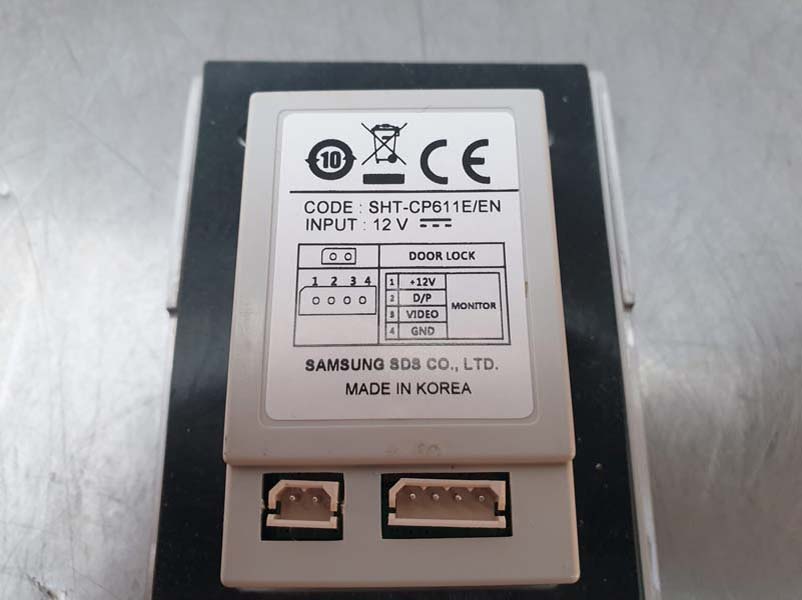 10
CE
CODE : SHT-CP611E/EN
INPUT : 12 V
DOOR LOCK
1 2 3 4
1 +12V
2 D/P
3 VIDEO
4 GND
MONITOR
SAMSUNG SDS CO., LTD.
MADE IN KOREA